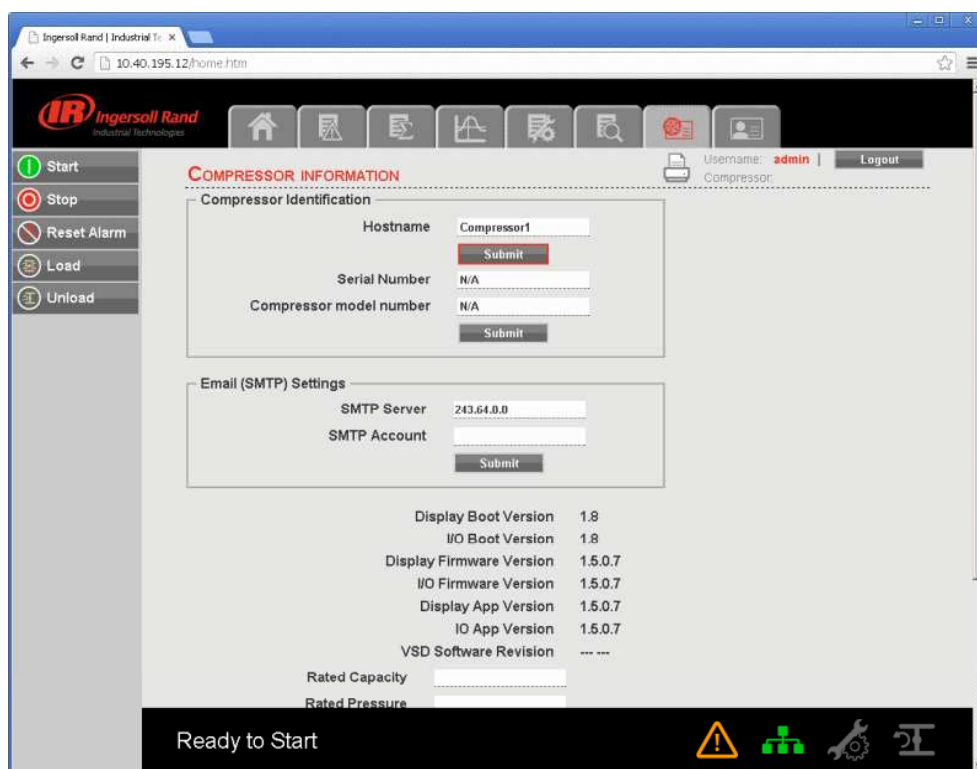 Ingersol Rand | Industrial Te
10.40.195.12/home.htm
IR Ingersoll Rand
Industrial Technologies
Username: admin | Logout
Compressor:
Start
Stop
Reset Alarm
Load
Unload
COMPRESSOR INFORMATION
Compressor Identification
Hostname Compressor1
Submit
Serial Number N/A
Compressor model number N/A
Submit
Email (SMTP) Settings
SMTP Server 243.64.0.0
SMTP Account
Submit
Display Boot Version 1.8
I/O Boot Version 1.8
Display Firmware Version 1.5.0.7
I/O Firmware Version 1.5.0.7
Display App Version 1.5.0.7
IO App Version 1.5.0.7
VSD Software Revision --- ---
Rated Capacity
Rated Pressure
Ready to Start